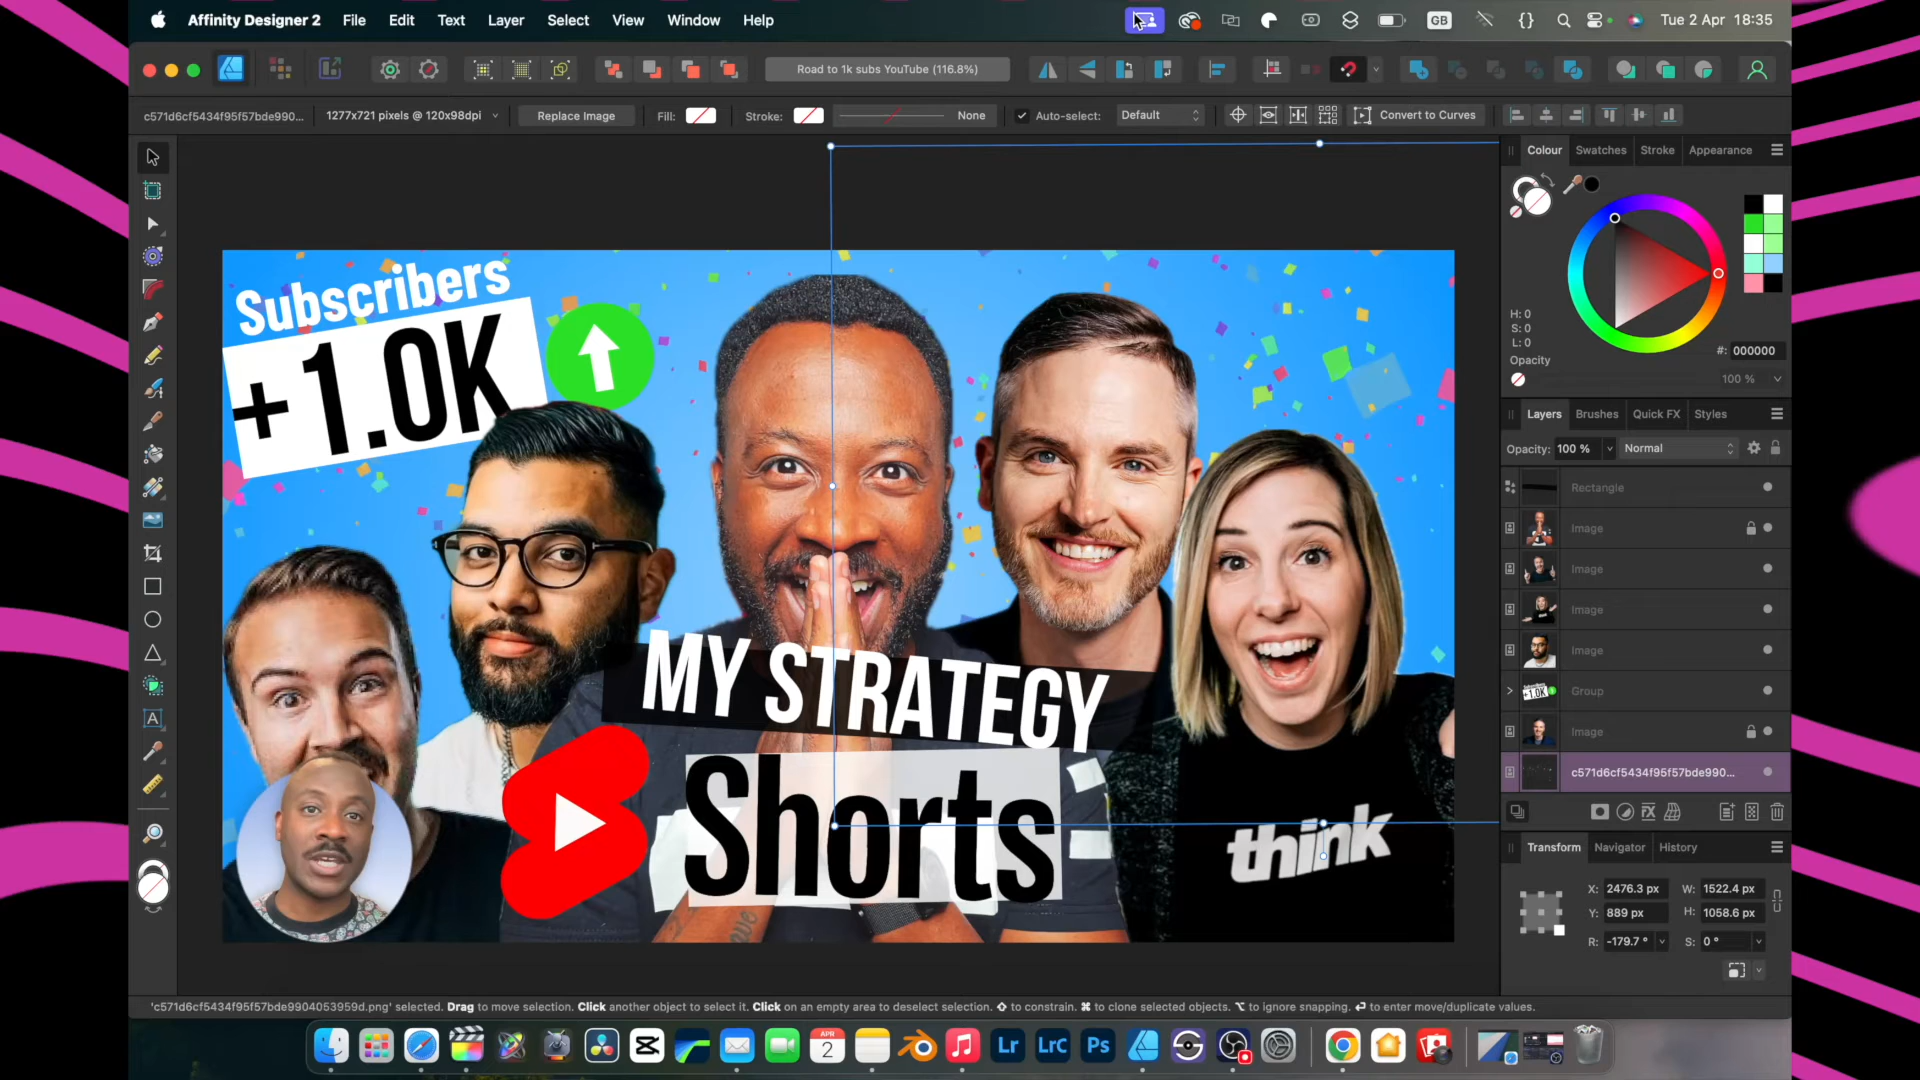 Affinity Designer 2 File Edit Text Layer Select View Window Help GB Tue 2 Apr 18:35
Road to 1k subs YouTube (116.8%)
c571d6cf5434f95f57bde990... 1277x721 pixels @ 120x98dpi Replace Image Fill: Stroke: None Auto-select: Default Convert to Curves
Colour Swatches Stroke Appearance
H: 0
S: 0
L: 0
#: 000000
Opacity
100 %
Layers Brushes Quick FX Styles
Opacity: 100 % Normal
Rectangle
Image
Image
Image
Image
Group
Image
c571d6cf5434f95f57bde990...
Transform Navigator History
X: 2476.3 px W: 1522.4 px
Y: 889 px H: 1058.6 px
R: -179.7 ° S: 0 °
Subscribers
+1.0K
MY STRATEGY
Shorts
think
'c571d6cf5434f95f57bde9904053959d.png' selected. Drag to move selection. Click another object to select it. Click on an empty area to deselect selection. ⇧ to constrain. ⌘ to clone selected objects. ⌥ to ignore snapping. ↩ to enter move/duplicate values.
APR
2
Lr LrC Ps